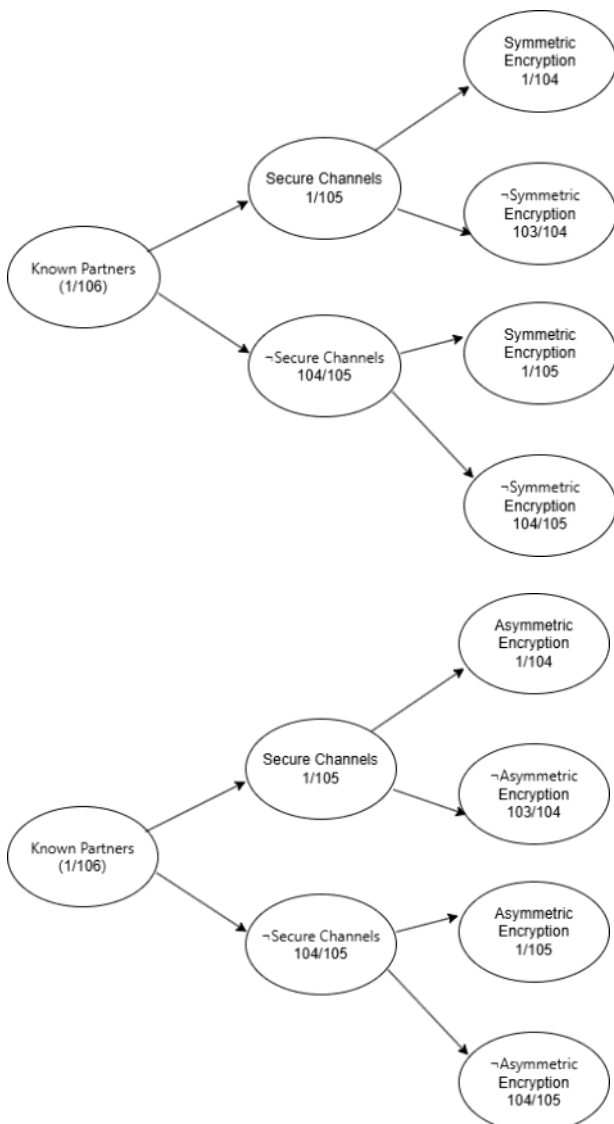 Symmetric
Encryption
1/104
Secure Channels
1/105
¬Symmetric
Encryption
103/104
Known Partners
(1/106)
Symmetric
Encryption
1/105
¬Secure Channels
104/105
¬Symmetric
Encryption
104/105
Asymmetric
Encryption
1/104
Secure Channels
1/105
¬Asymmetric
Encryption
103/104
Known Partners
(1/106)
Asymmetric
Encryption
1/105
¬Secure Channels
104/105
¬Asymmetric
Encryption
104/105